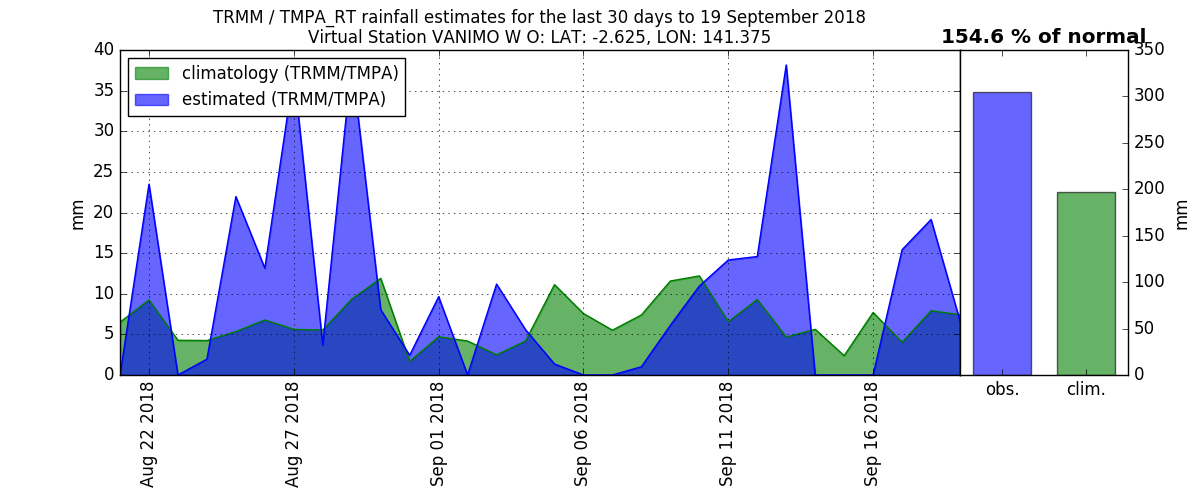 TRMM / TMPA_RT rainfall estimates for the last 30 days to 19 September 2018
Virtual Station VANIMO W O: LAT: -2.625, LON: 141.375
154.6 % of normal
climatology (TRMM/TMPA)
estimated (TRMM/TMPA)
40
35
30
25
20
15
10
5
0
mm
Aug 22 2018
Aug 27 2018
Sep 01 2018
Sep 06 2018
Sep 11 2018
Sep 16 2018
obs.
clim.
350
300
250
200
150
100
50
0
mm